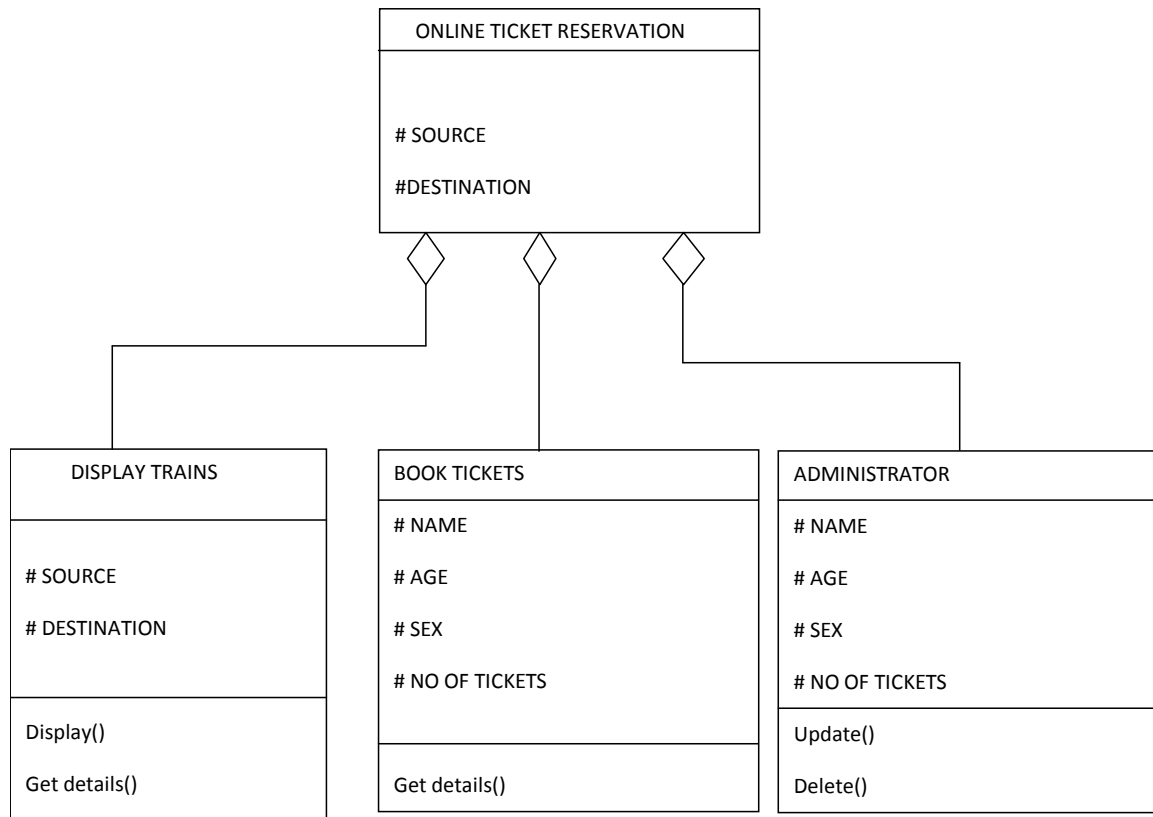 ONLINE TICKET RESERVATION
# SOURCE
#DESTINATION
DISPLAY TRAINS
# SOURCE
# DESTINATION
Display()
Get details()
BOOK TICKETS
# NAME
# AGE
# SEX
# NO OF TICKETS
Get details()
ADMINISTRATOR
# NAME
# AGE
# SEX
# NO OF TICKETS
Update()
Delete()